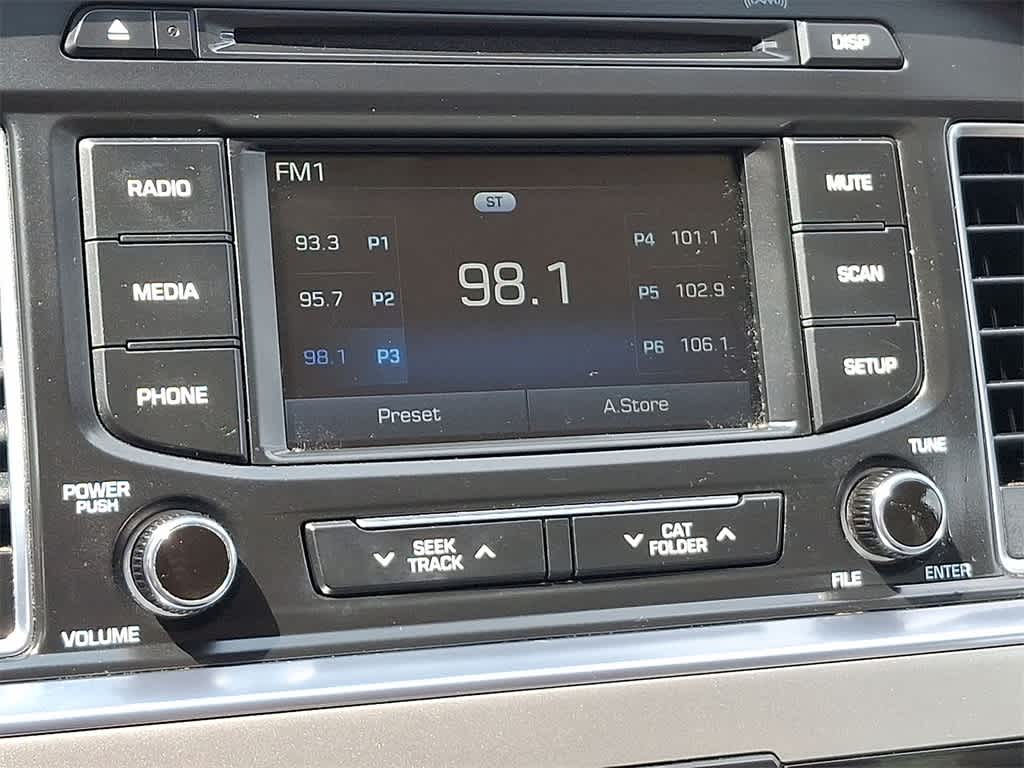 DISP
RADIO
MEDIA
PHONE
FM1
ST
93.3 P1
95.7 P2
98.1 P3
98.1
P4 101.1
P5 102.9
P6 106.1
Preset
A.Store
MUTE
SCAN
SETUP
POWER
PUSH
VOLUME
SEEK
TRACK
CAT
FOLDER
TUNE
FILE
ENTER